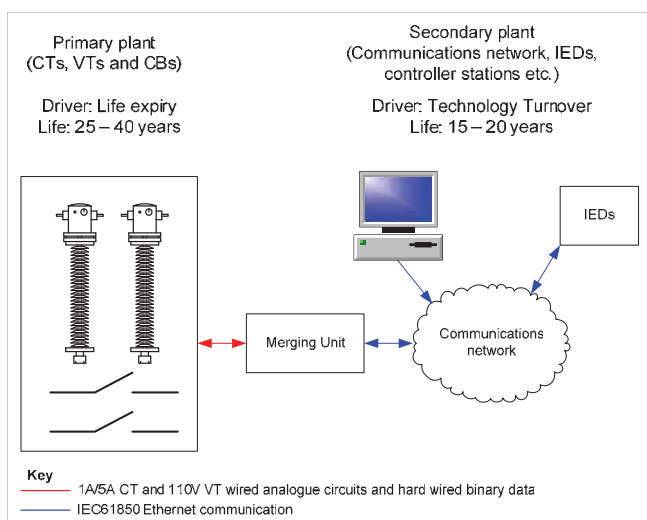 Primary plant
(CTs, VTs and CBs)
Driver: Life expiry
Life: 25 – 40 years
Secondary plant
(Communications network, IEDs,
controller stations etc.)
Driver: Technology Turnover
Life: 15 – 20 years
IEDs
Merging Unit
Communications
network
Key
1A/5A CT and 110V VT wired analogue circuits and hard wired binary data
IEC61850 Ethernet communication